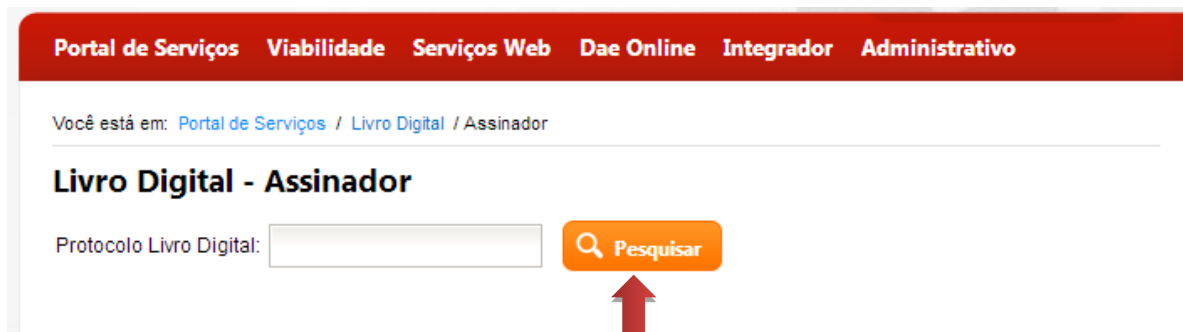 Portal de Serviços Viabilidade Serviços Web Dae Online Integrador Administrativo
Você está em: Portal de Serviços / Livro Digital / Assinador
Livro Digital - Assinador
Protocolo Livro Digital: Pesquisar